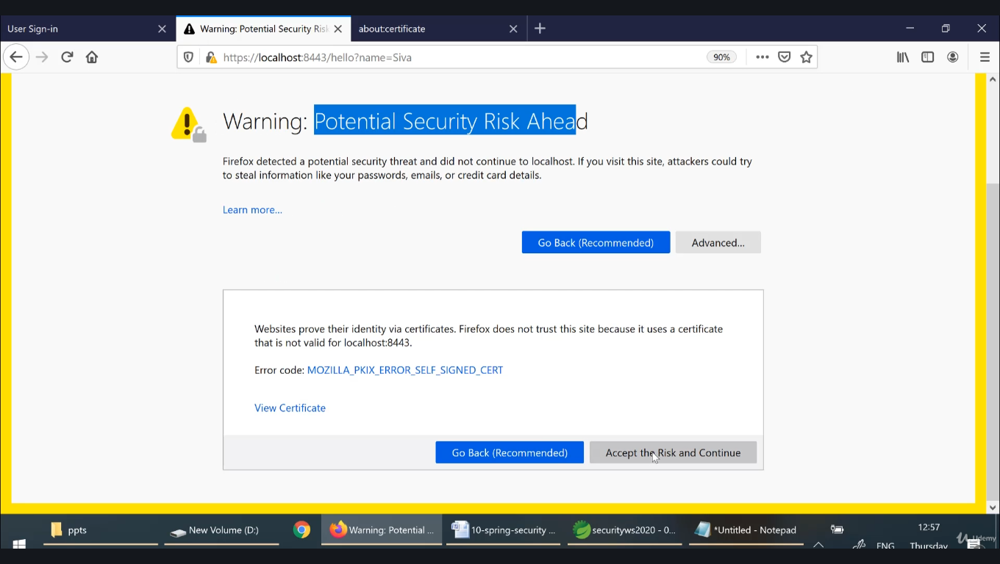 User Sign-in
Warning: Potential Security Ris
about:certificate
https://localhost:8443/hello?name=Siva
90%
Warning: Potential Security Risk Ahead
Firefox detected a potential security threat and did not continue to localhost. If you visit this site, attackers could try
to steal information like your passwords, emails, or credit card details.
Learn more...
Go Back (Recommended)
Advanced...
Websites prove their identity via certificates. Firefox does not trust this site because it uses a certificate
that is not valid for localhost:8443.
Error code: MOZILLA_PKIX_ERROR_SELF_SIGNED_CERT
View Certificate
Go Back (Recommended)
Accept the Risk and Continue
ppts
New Volume (D:)
Warning: Potential ...
10-spring-security ...
securityws2020 - 0...
*Untitled - Notepad
12:57
ENG
Thursday
Udemy